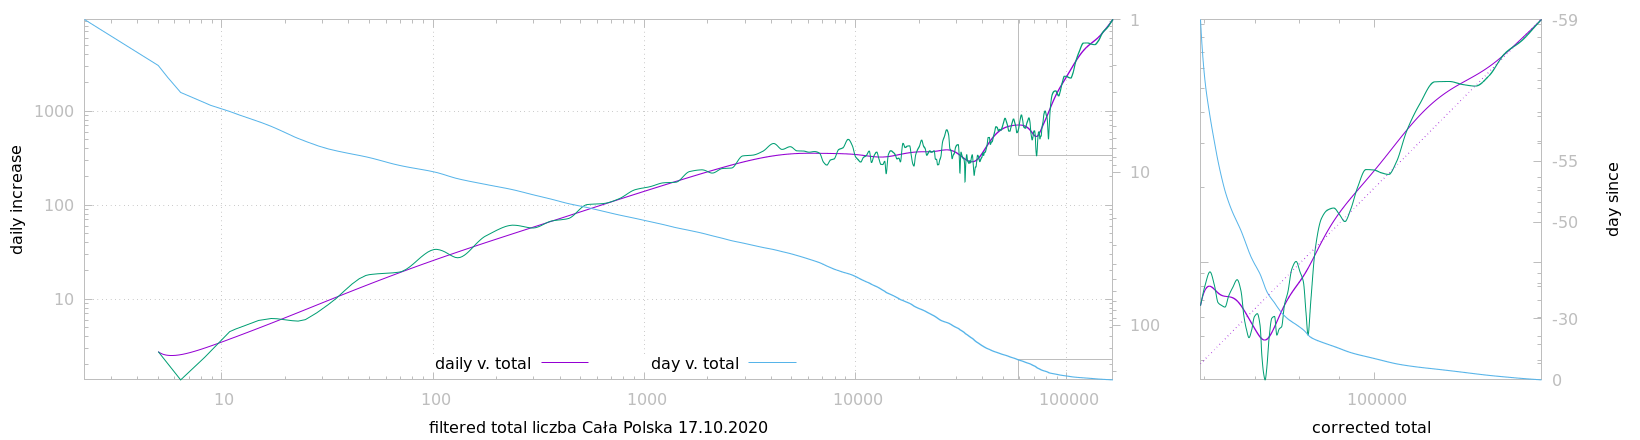 1
-59
1000
10
-55
daily increase
100
-50
day since
10
100
-30
daily v. total
day v. total
0
10
100
1000
10000
100000
100000
filtered total liczba Cała Polska 17.10.2020
corrected total